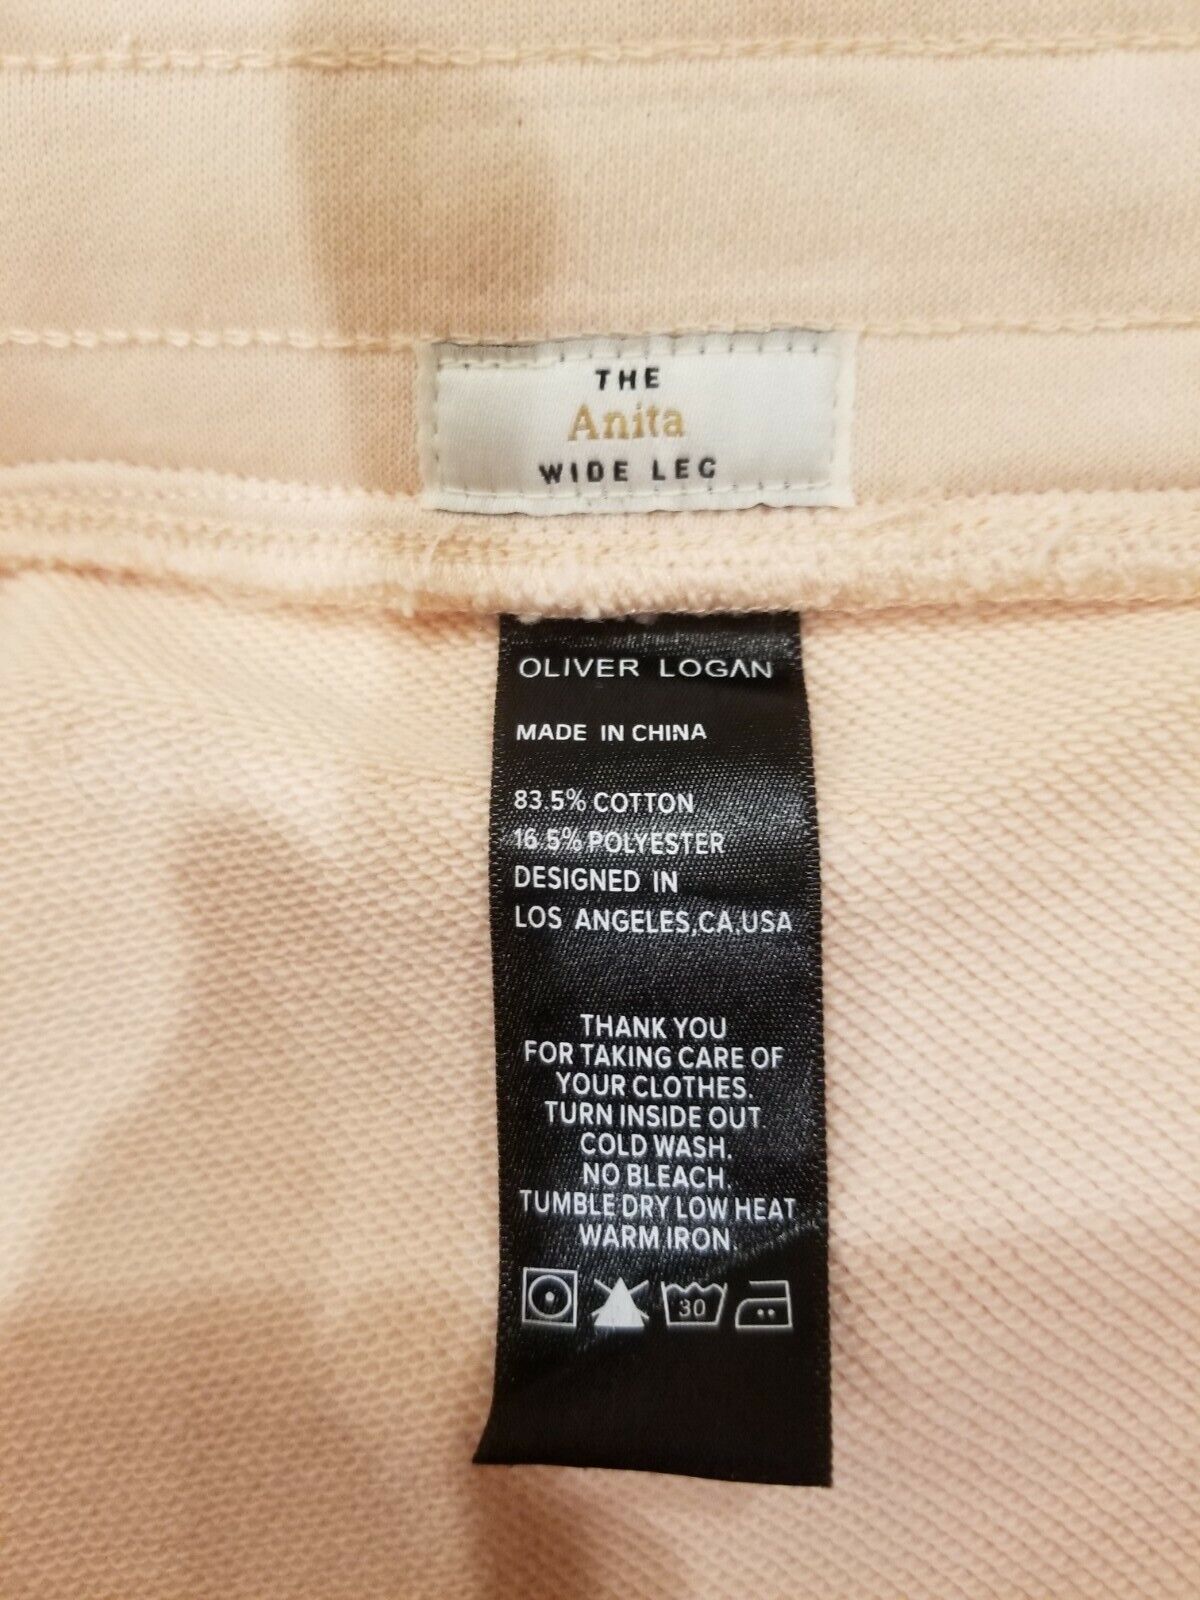 THE
Anita
WIDE LEG
OLIVER LOGAN
MADE IN CHINA
83.5% COTTON
16.5% POLYESTER
DESIGNED IN
LOS ANGELES,CA,USA
THANK YOU
FOR TAKING CARE OF
YOUR CLOTHES.
TURN INSIDE OUT
COLD WASH.
NO BLEACH.
TUMBLE DRY LOW HEAT
WARM IRON.
30